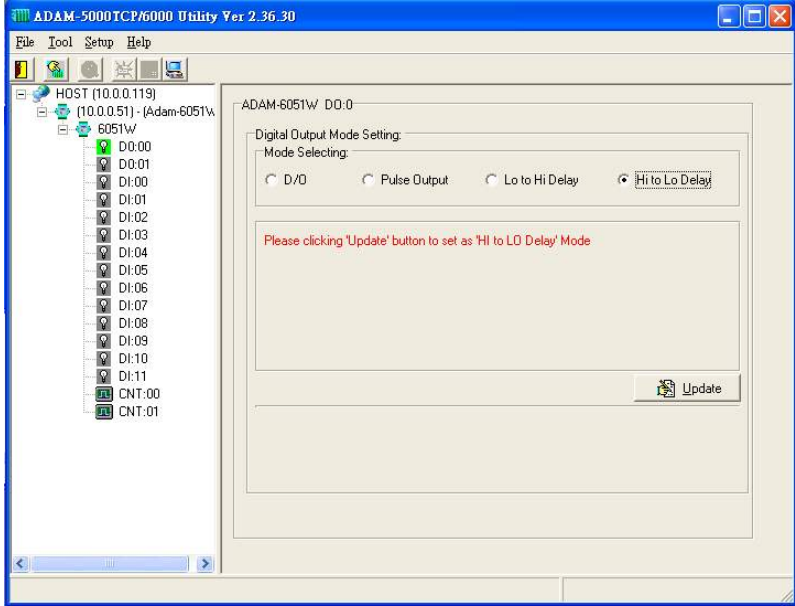 ADAM-5000TCP/6000 Utility Ver 2.36.30
File Tool Setup Help
HOST (10.0.0.119)
(10.0.0.51) - (Adam-6051W
6051W
DO:00
DO:01
DI:00
DI:01
DI:02
DI:03
DI:04
DI:05
DI:06
DI:07
DI:08
DI:09
DI:10
DI:11
CNT:00
CNT:01
ADAM-6051W DO:0
Digital Output Mode Setting:
Mode Selecting:
D/O Pulse Output Lo to Hi Delay Hi to Lo Delay
Please clicking 'Update' button to set as 'HI to LO Delay' Mode
Update